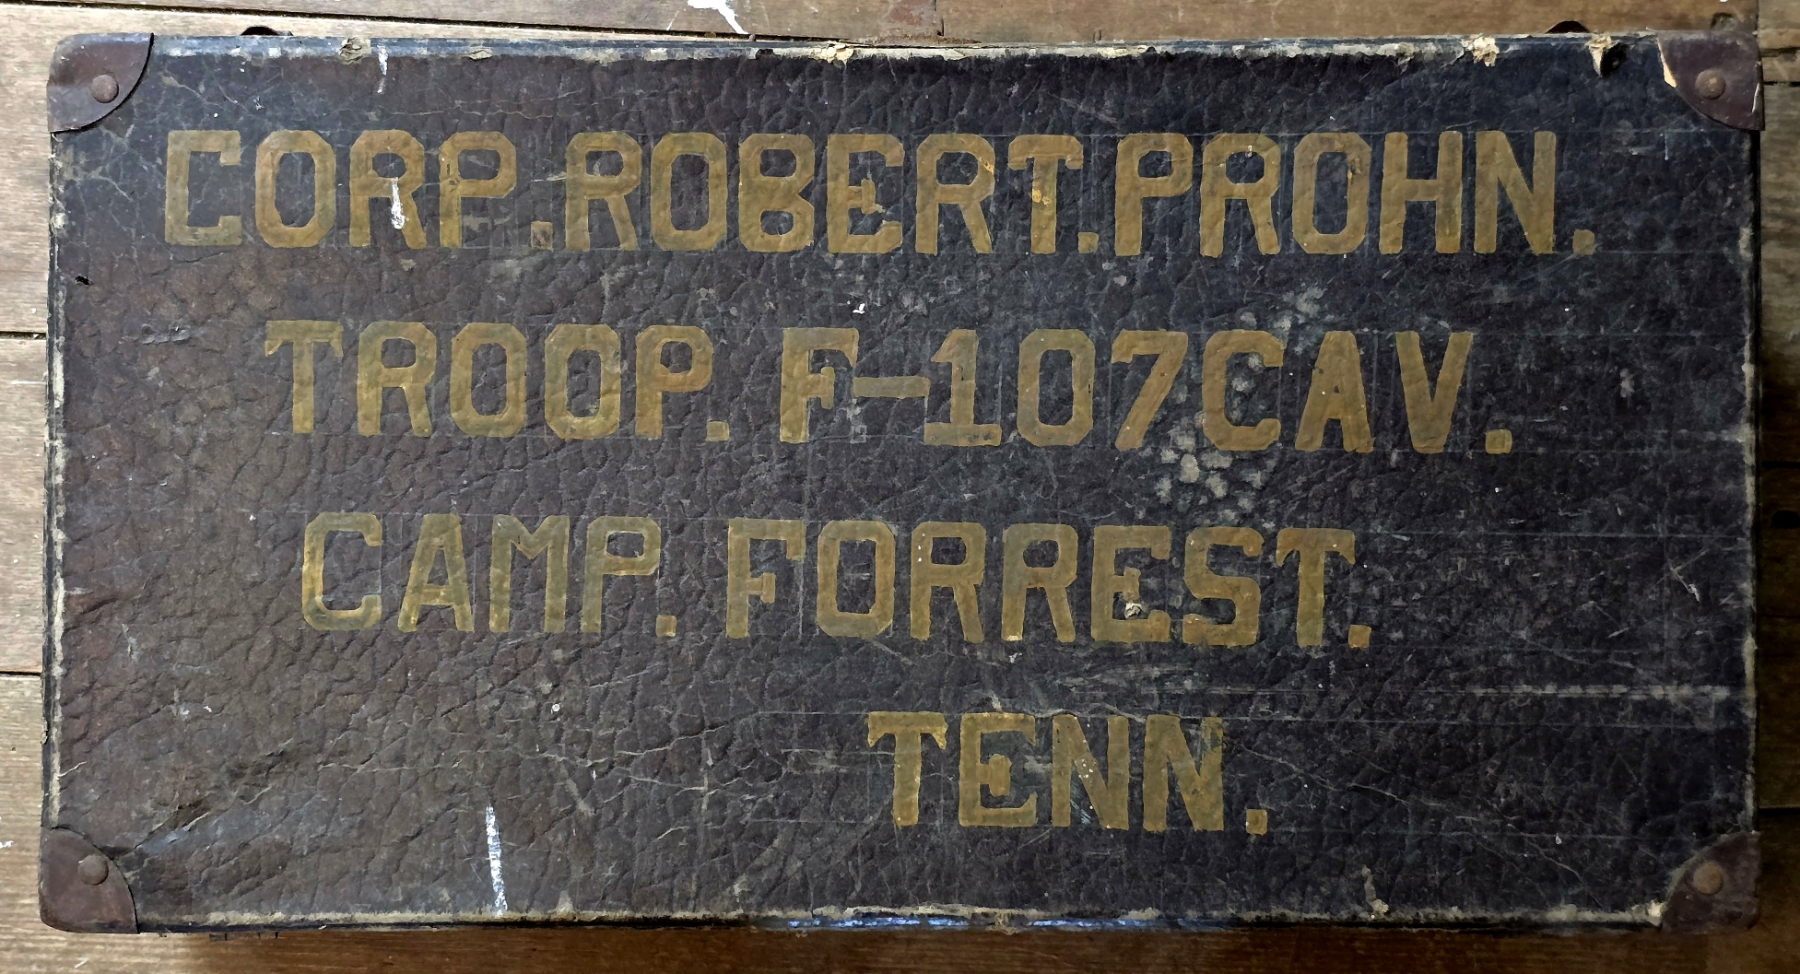 CORP. ROBERT. PROHN.
TROOP. F-107 CAV.
CAMP. FORREST.
TENN.